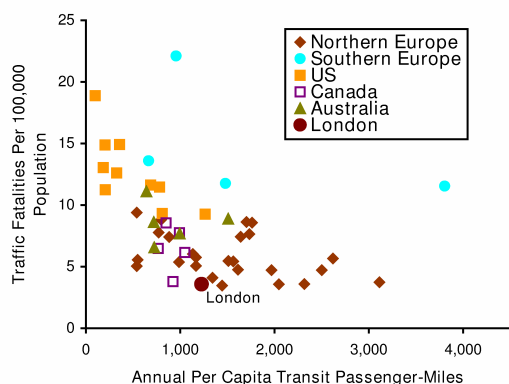 25
20
15
10
5
0
Traffic Fatalities Per 100,000
Population
Northern Europe
Southern Europe
US
Canada
Australia
London
London
0 1,000 2,000 3,000 4,000
Annual Per Capita Transit Passenger-Miles